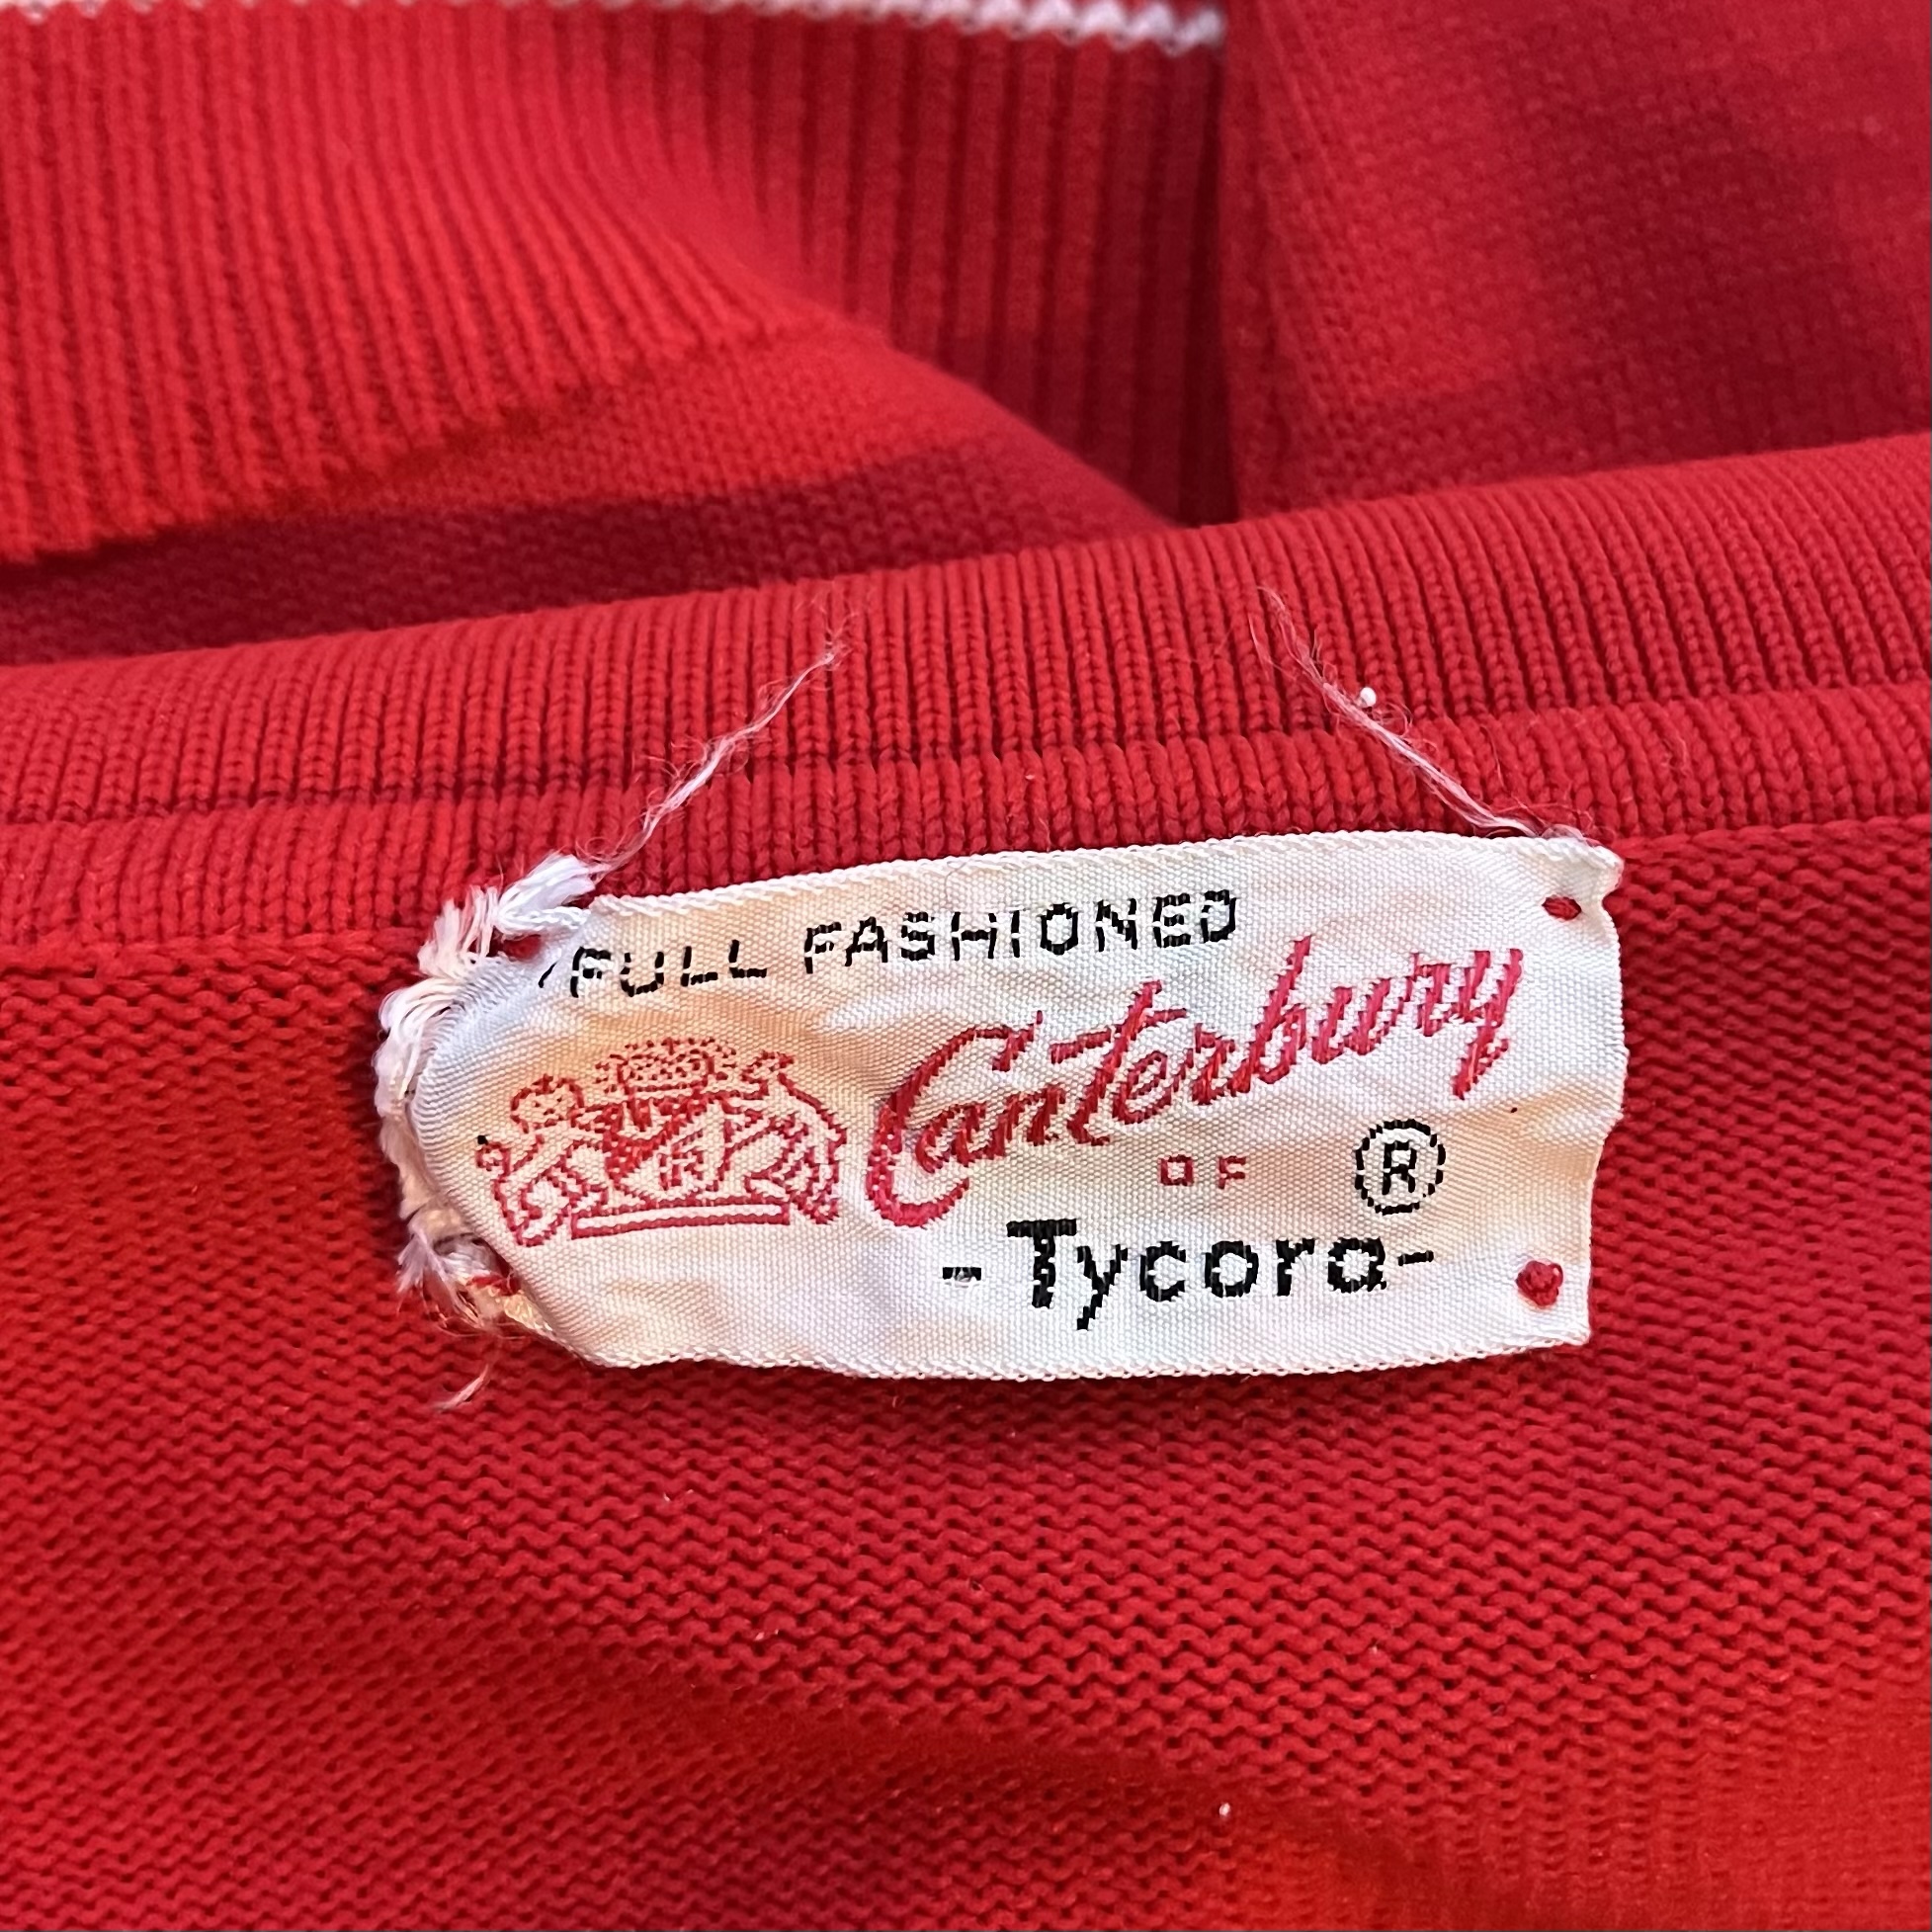 FULL FASHIONED
Canterbury
OF ®
-Tycora-